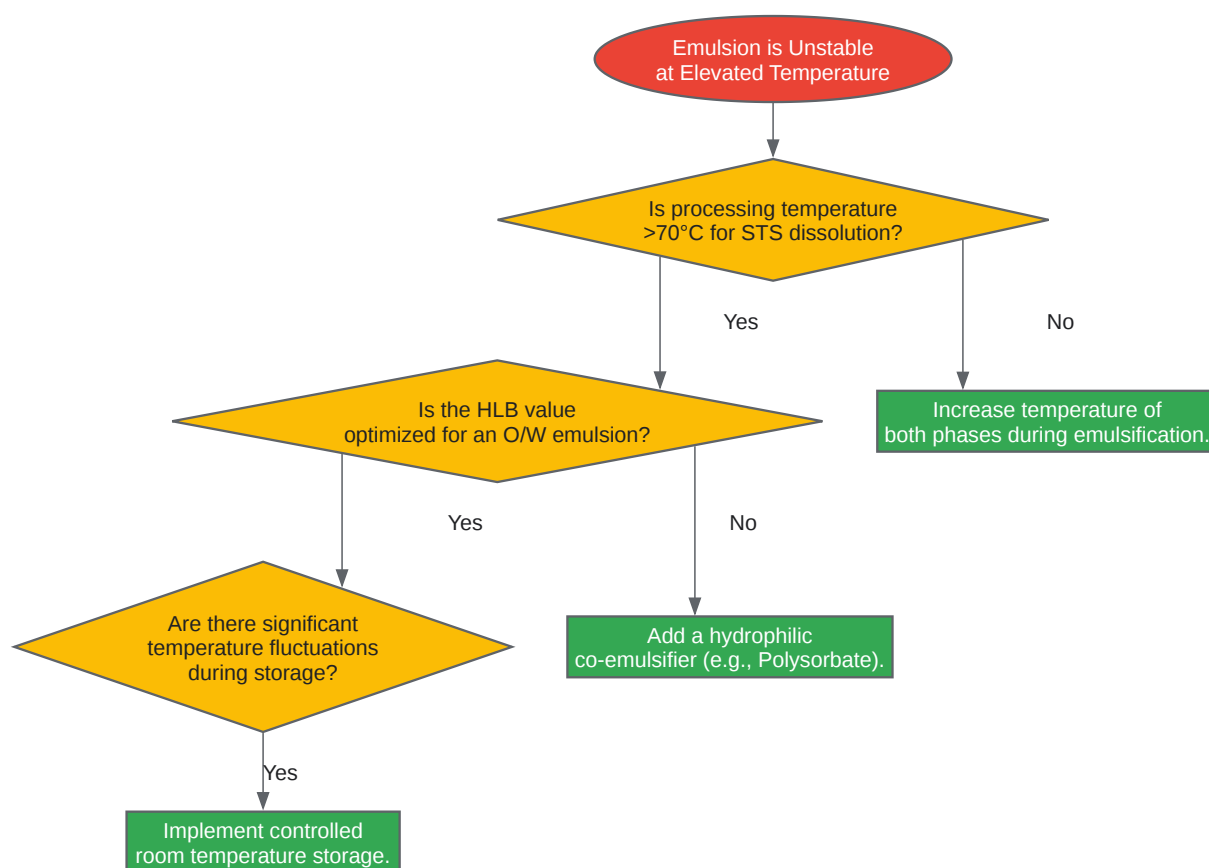 Emulsion is Unstable
at Elevated Temperature
Is processing temperature
>70°C for STS dissolution?
Yes
No
Is the HLB value
optimized for an O/W emulsion?
Increase temperature of
both phases during emulsification.
Yes
No
Are there significant
temperature fluctuations
during storage?
Add a hydrophilic
co-emulsifier (e.g., Polysorbate).
Yes
Implement controlled
room temperature storage.